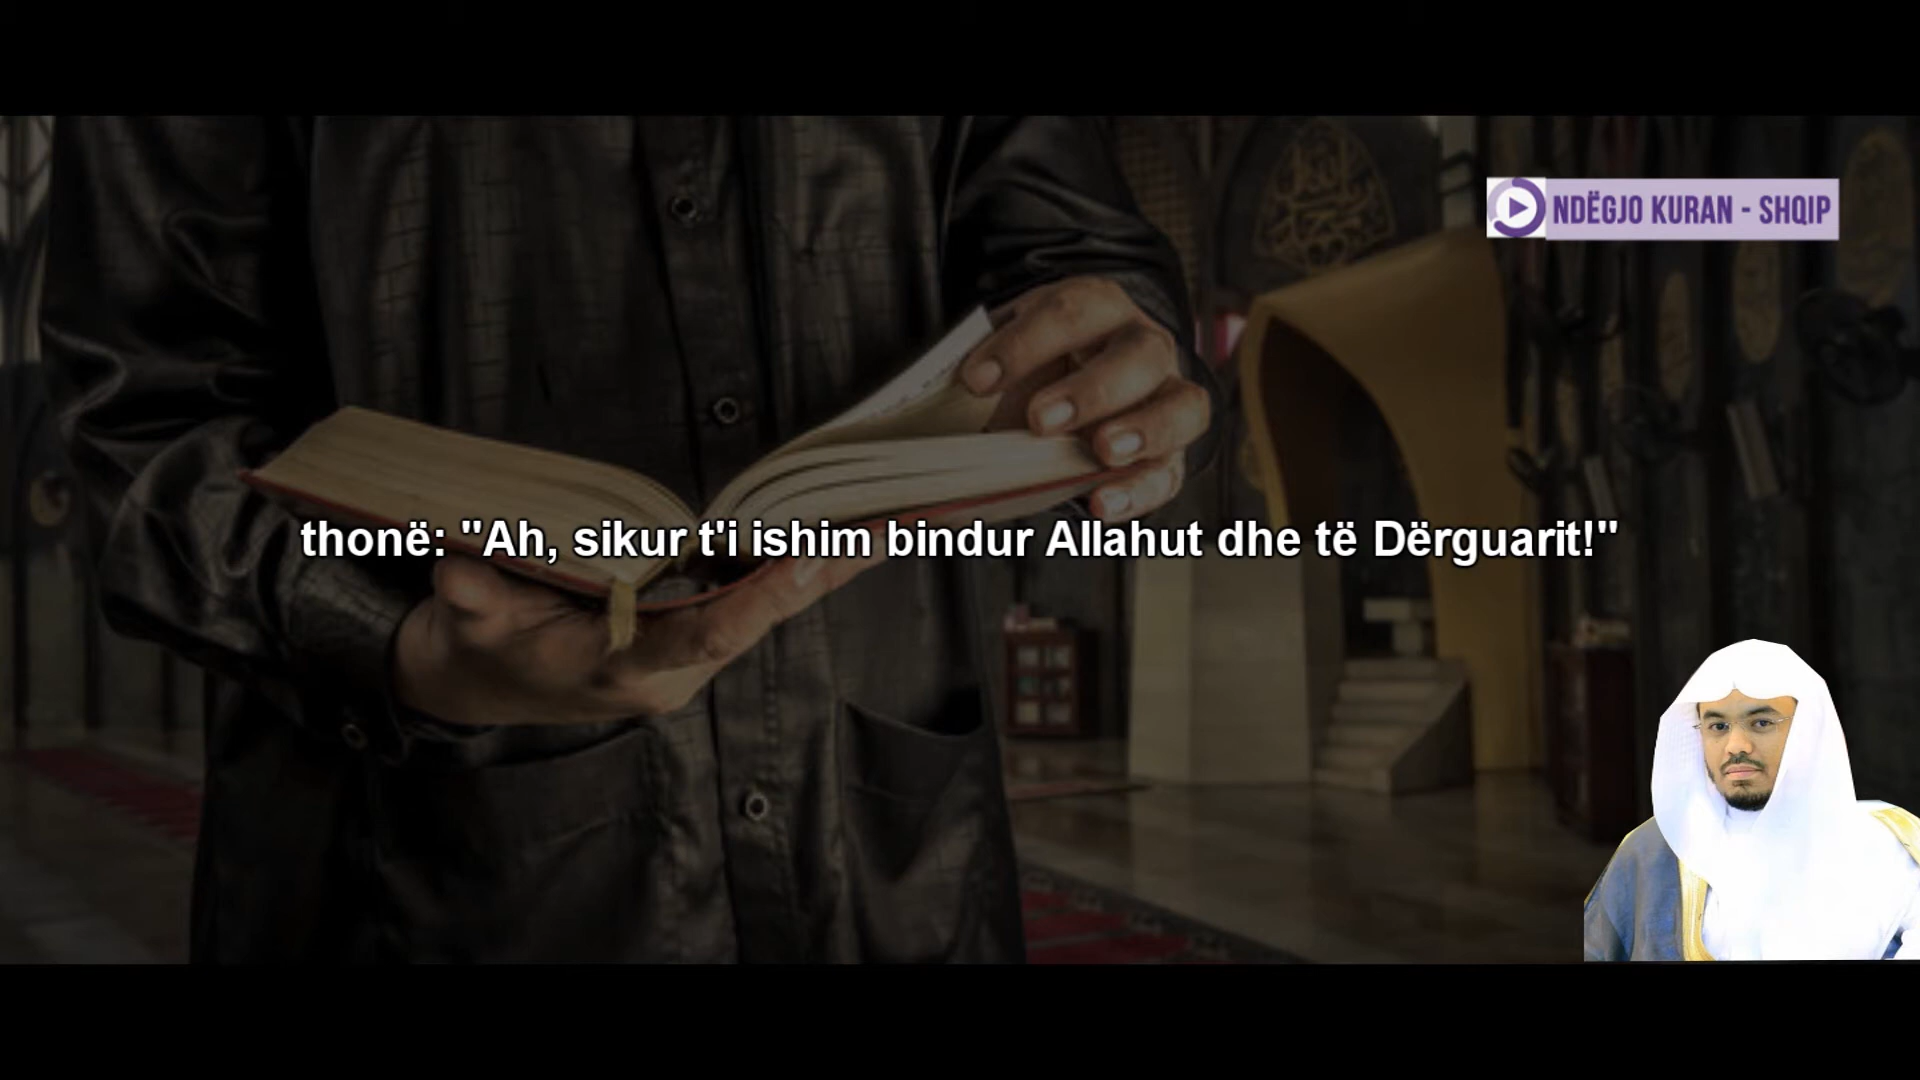 NDËGJO KURAN - SHQIP
thonë: "Ah, sikur t'i ishim bindur Allahut dhe të Dërguarit!"